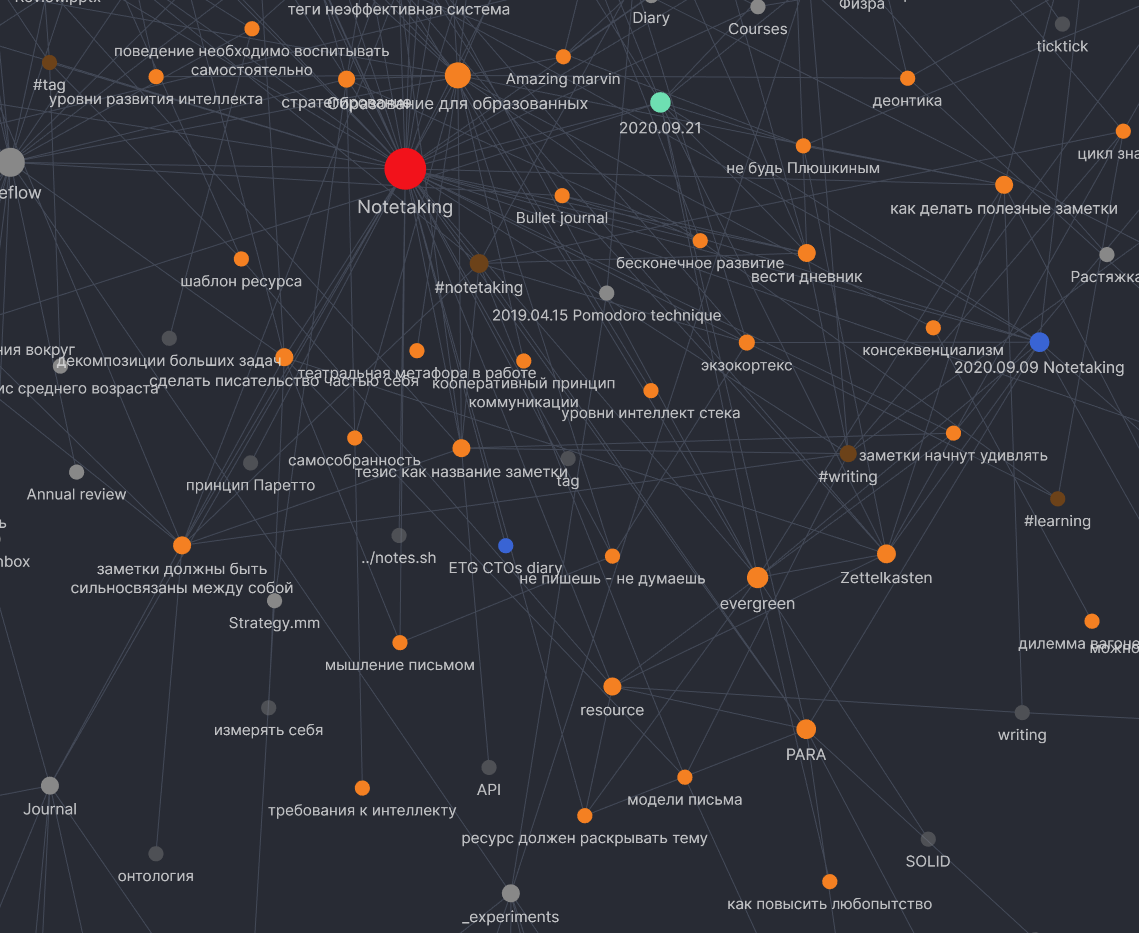 теги неэффективная система
Diary
Courses
Физра
ticktick
поведение необходимо воспитывать
самостоятельно
#tag
уровни развития интеллекта
стратегирование
Образование для образованных
Amazing marvin
2020.09.21
деонтика
не будь Плюшкиным
цикл зна
eflow
Notetaking
Bullet journal
как делать полезные заметки
шаблон ресурса
#notetaking
бесконечное развитие
вести дневник
Растяжка
2019.04.15 Pomodoro technique
ния вокруг
декомпозиции больших задач
сделать писательство частью себя
ис среднего возраста
театральная метафора в работе
кооперативный принцип
коммуникации
экзокортекс
консеквенциализм
2020.09.09 Notetaking
уровни интеллект стека
самособранность
тезис как название заметки
tag
заметки начнут удивлять
#writing
Annual review
принцип Паретто
#learning
ь
nbox
../notes.sh
ETG CTOs diary
не пишешь - не думаешь
заметки должны быть
сильносвязаны между собой
evergreen
Zettelkasten
Strategy.mm
дилемма вагоне
можно
мышление письмом
resource
измерять себя
writing
PARA
Journal
требования к интеллекту
API
модели письма
ресурс должен раскрывать тему
SOLID
онтология
_experiments
как повысить любопытство